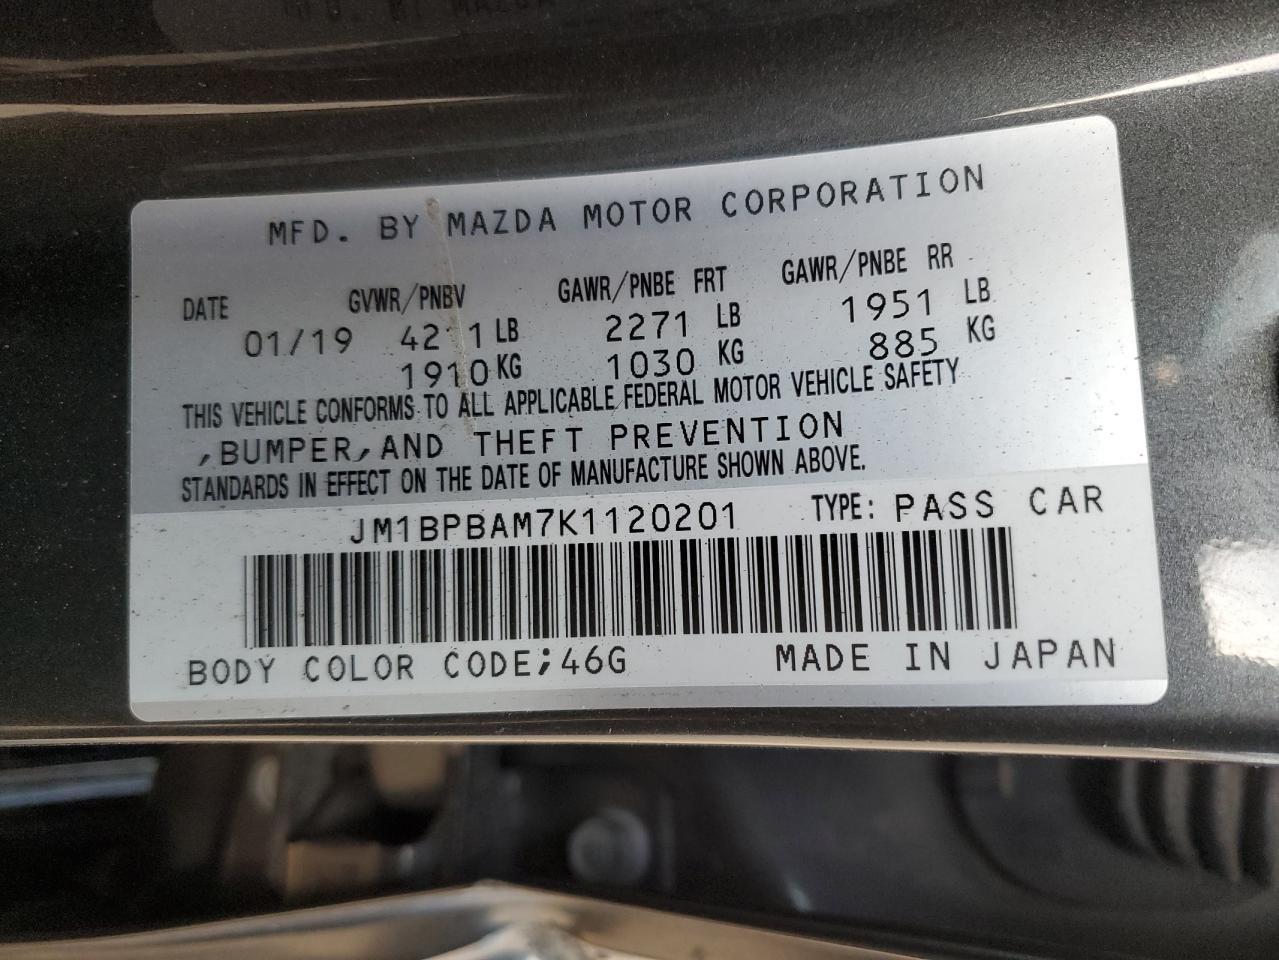 MFD. BY MAZDA MOTOR CORPORATION
DATE GVWR/PNBV GAWR/PNBE FRT GAWR/PNBE RR
01/19 4211 LB 2271 LB 1951 LB
1910 KG 1030 KG 885 KG
THIS VEHICLE CONFORMS TO ALL APPLICABLE FEDERAL MOTOR VEHICLE SAFETY
,BUMPER,AND THEFT PREVENTION
STANDARDS IN EFFECT ON THE DATE OF MANUFACTURE SHOWN ABOVE.
JM1BPBAM7K1120201 TYPE: PASS CAR
BODY COLOR CODE;46G MADE IN JAPAN